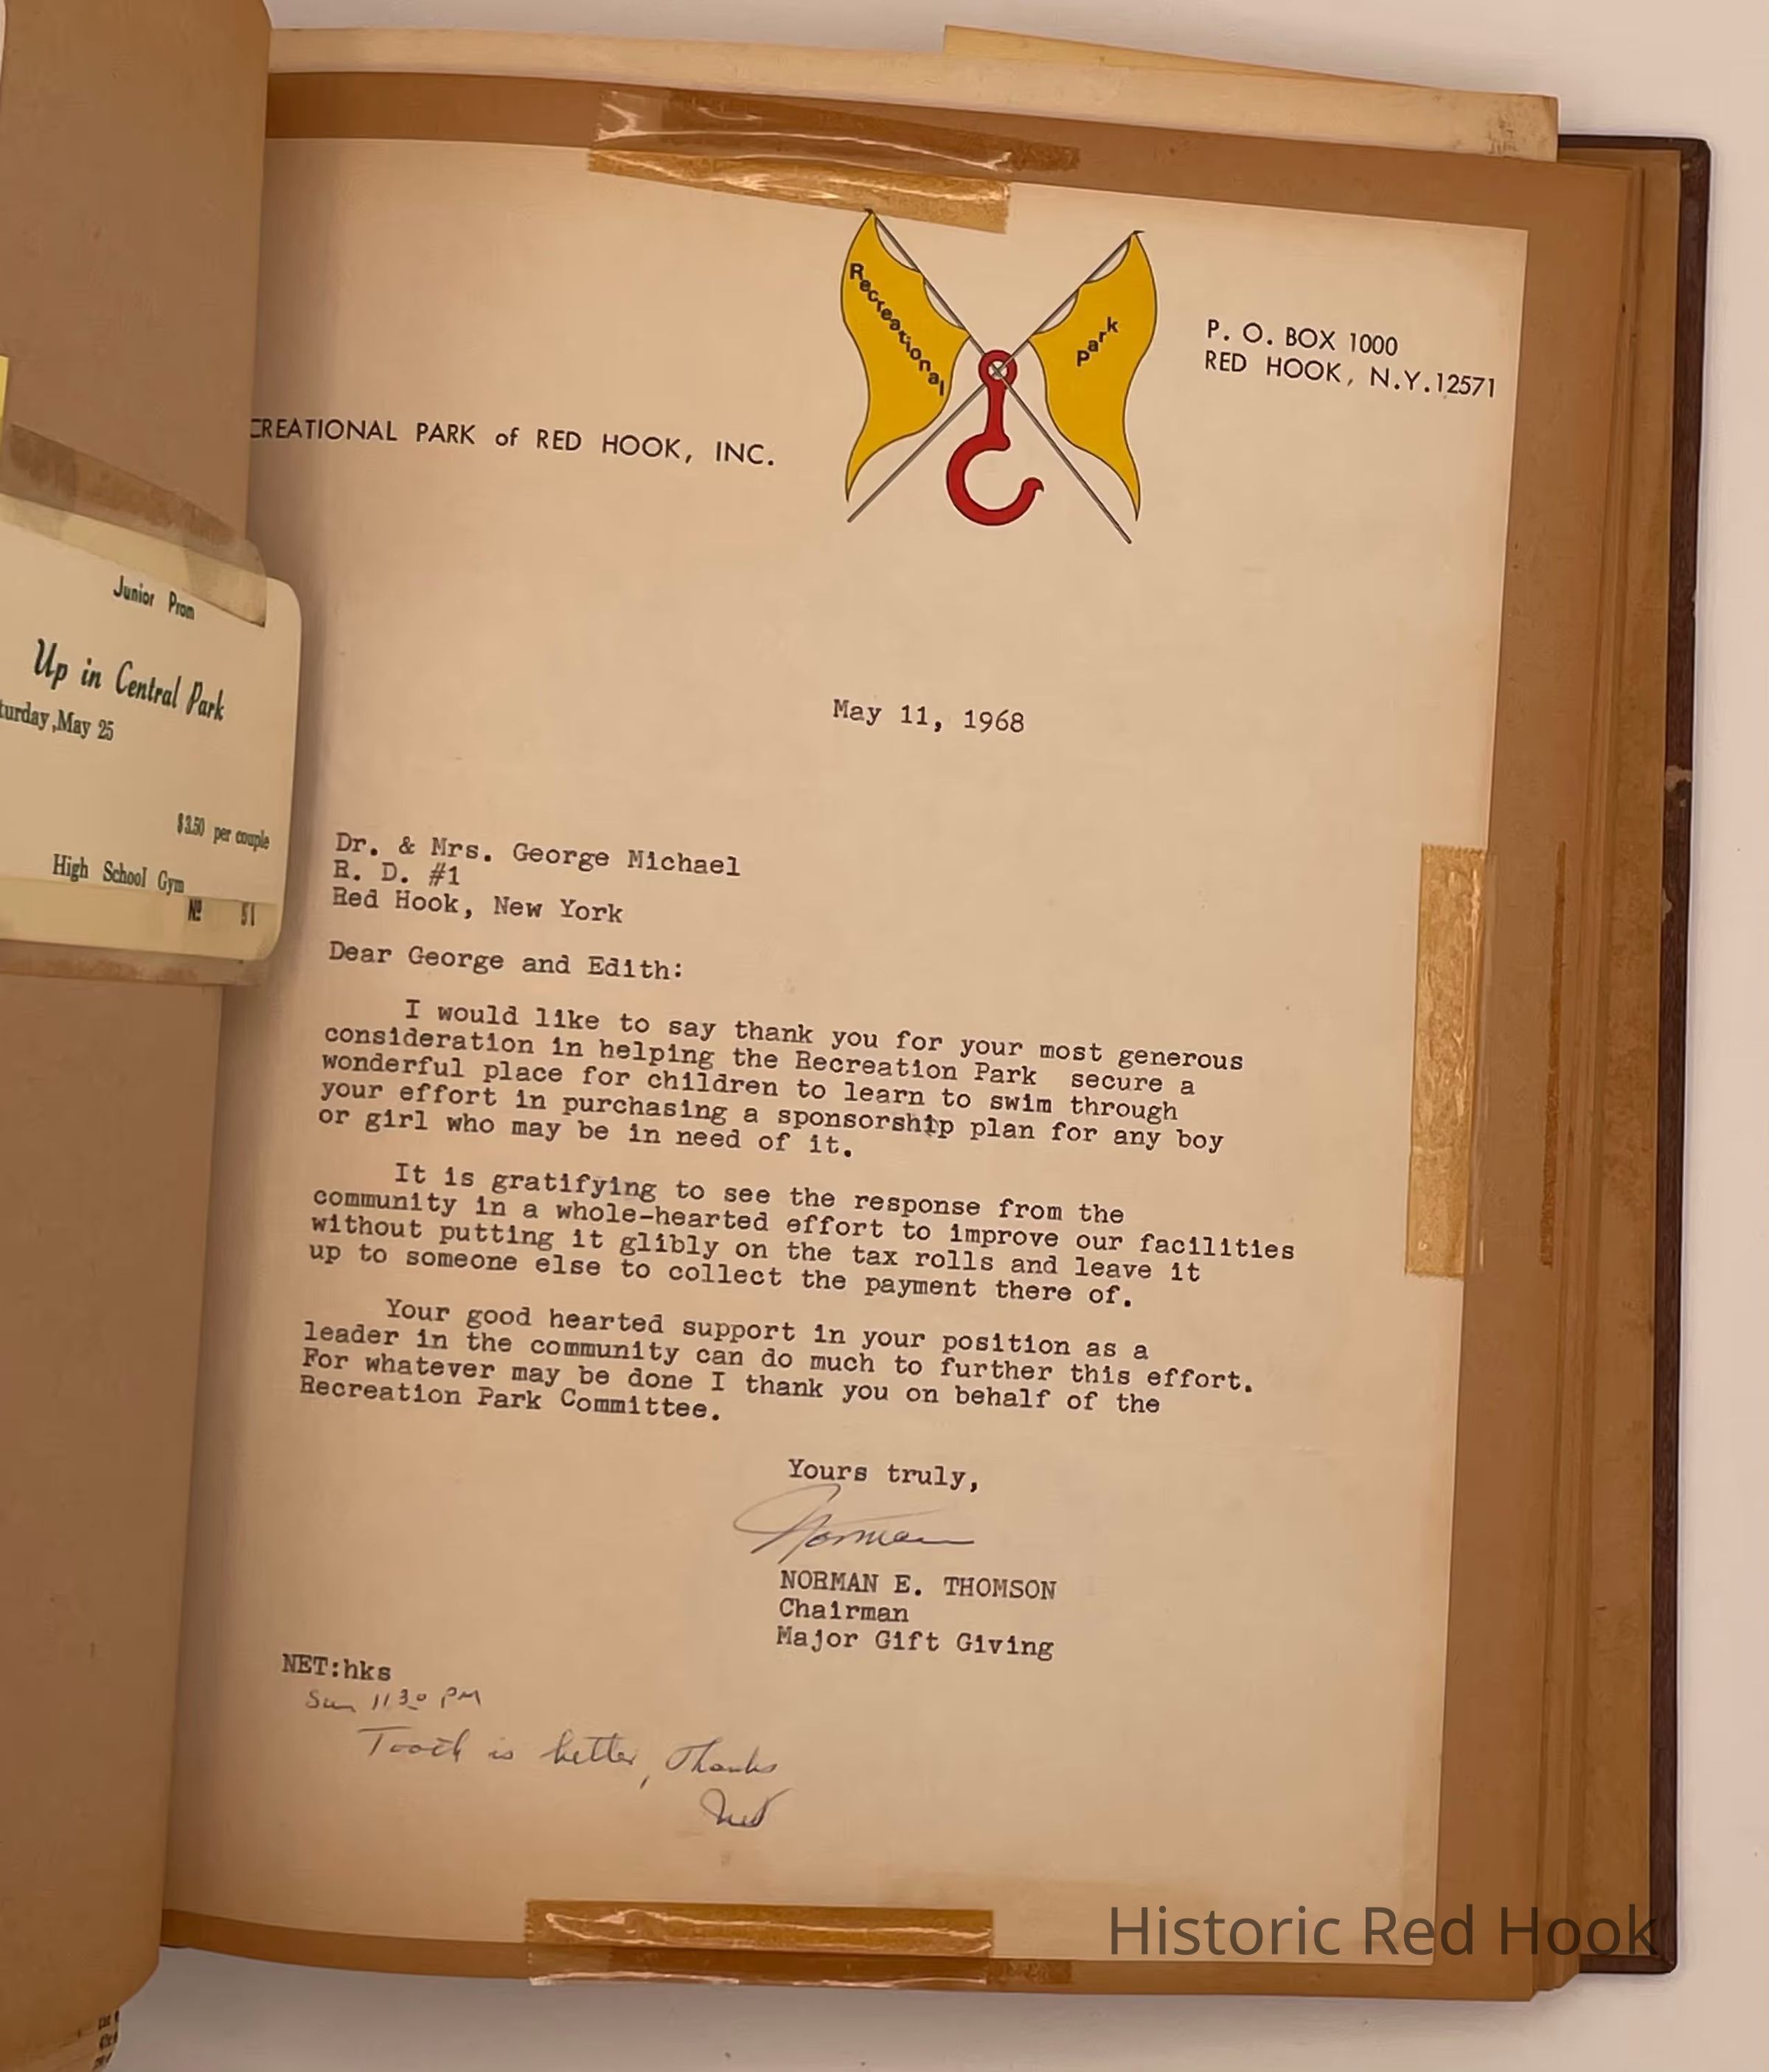 Recreational
Park
P. O. BOX 1000
RED HOOK, N.Y.12571
CREATIONAL PARK of RED HOOK, INC.
Junior Prom
Up in Central Park
turday,May 25
$3.50 per couple
High School Gym
№ 51
May 11, 1968
Dr. & Mrs. George Michael
R. D. #1
Red Hook, New York
Dear George and Edith:
I would like to say thank you for your most generous
consideration in helping the Recreation Park secure a
wonderful place for children to learn to swim through
your effort in purchasing a sponsorship plan for any boy
or girl who may be in need of it.
It is gratifying to see the response from the
community in a whole-hearted effort to improve our facilities
without putting it glibly on the tax rolls and leave it
up to someone else to collect the payment there of.
Your good hearted support in your position as a
leader in the community can do much to further this effort.
For whatever may be done I thank you on behalf of the
Recreation Park Committee.
Yours truly,
Norman
NORMAN E. THOMSON
Chairman
Major Gift Giving
NET:hks
Sun 11 30 PM
Tooth is better, Thanks
Net
Historic Red Hook